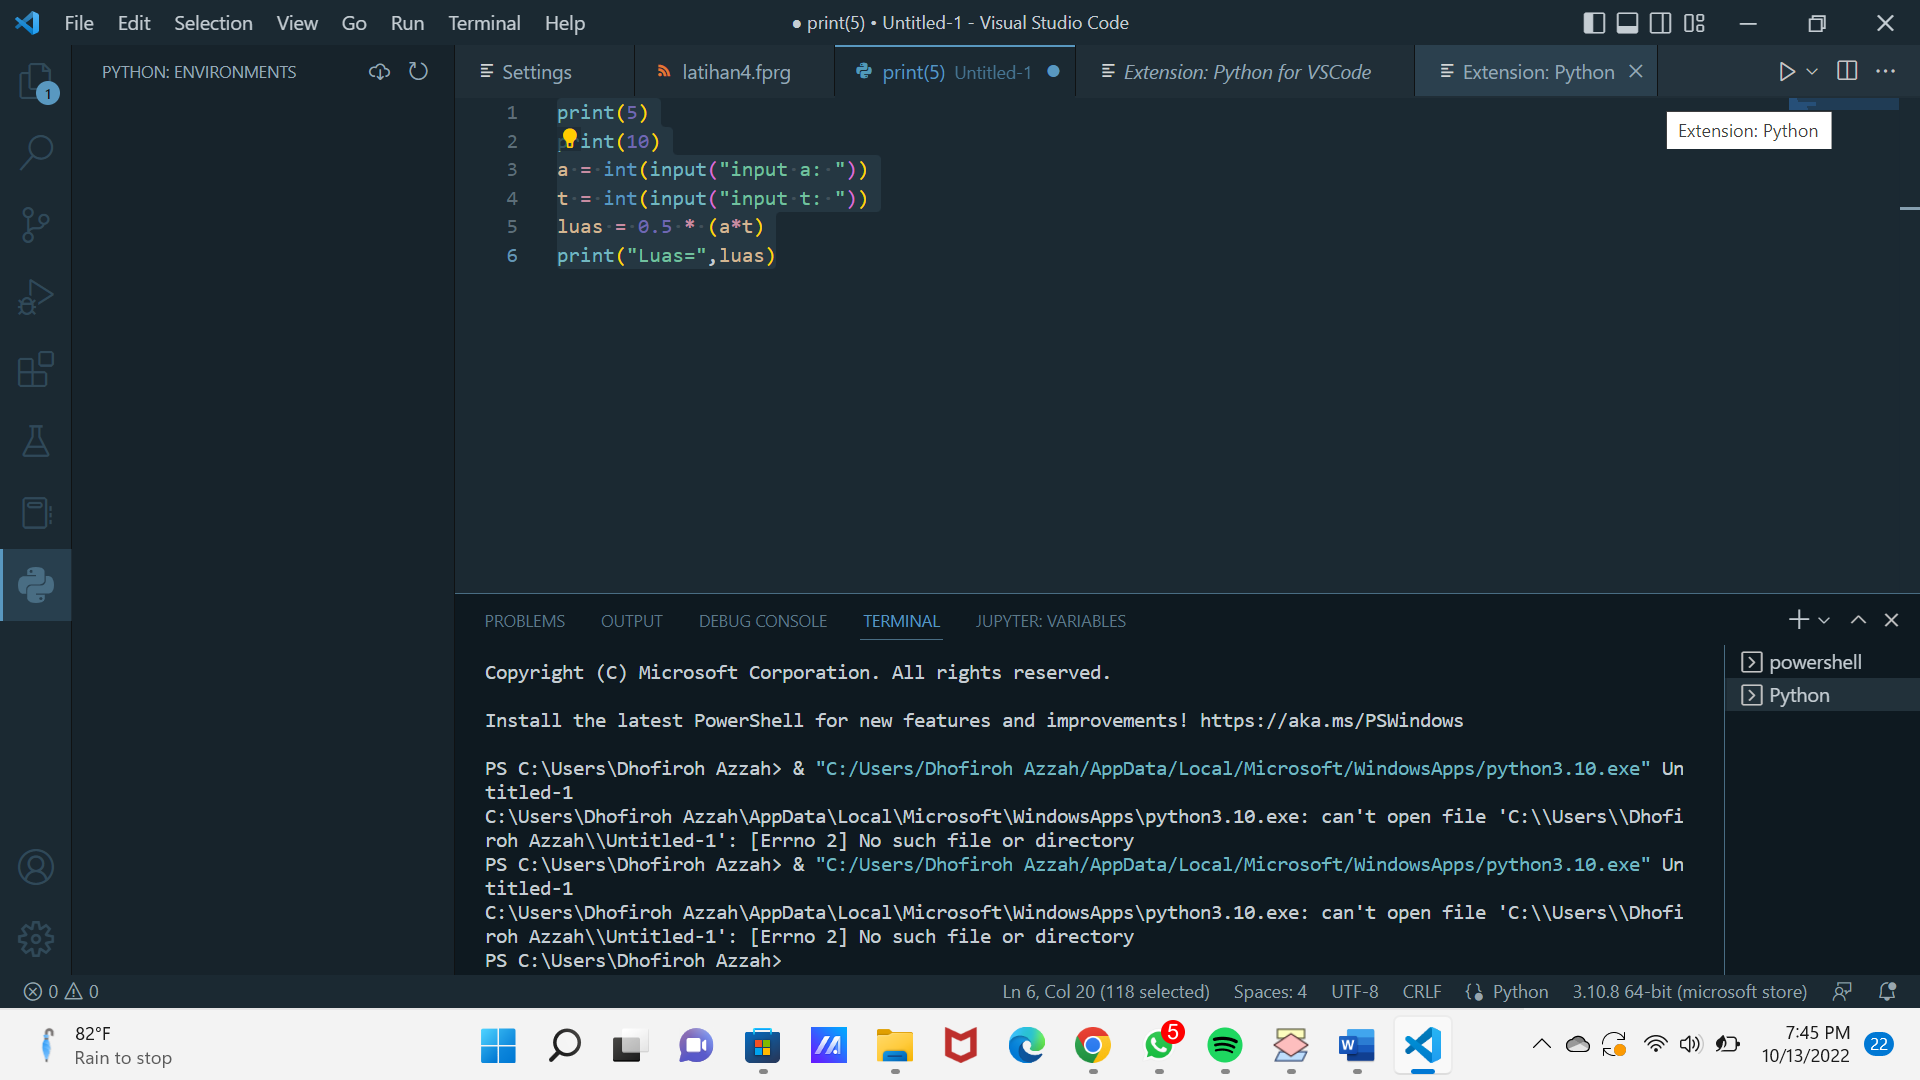 File Edit Selection View Go Run Terminal Help
● print(5) • Untitled-1 - Visual Studio Code
PYTHON: ENVIRONMENTS
Settings
latihan4.fprg
print(5) Untitled-1
Extension: Python for VSCode
Extension: Python
Extension: Python
1
1 print(5)
2 print(10)
3 a = int(input("input a: "))
4 t = int(input("input t: "))
5 luas = 0.5 * (a*t)
6 print("Luas=",luas)
PROBLEMS OUTPUT DEBUG CONSOLE TERMINAL JUPYTER: VARIABLES
powershell
Python
Copyright (C) Microsoft Corporation. All rights reserved.
Install the latest PowerShell for new features and improvements! https://aka.ms/PSWindows
PS C:\Users\Dhofiroh Azzah> & "C:/Users/Dhofiroh Azzah/AppData/Local/Microsoft/WindowsApps/python3.10.exe" Un
titled-1
C:\Users\Dhofiroh Azzah\AppData\Local\Microsoft\WindowsApps\python3.10.exe: can't open file 'C:\\Users\\Dhofi
roh Azzah\\Untitled-1': [Errno 2] No such file or directory
PS C:\Users\Dhofiroh Azzah> & "C:/Users/Dhofiroh Azzah/AppData/Local/Microsoft/WindowsApps/python3.10.exe" Un
titled-1
C:\Users\Dhofiroh Azzah\AppData\Local\Microsoft\WindowsApps\python3.10.exe: can't open file 'C:\\Users\\Dhofi
roh Azzah\\Untitled-1': [Errno 2] No such file or directory
PS C:\Users\Dhofiroh Azzah>
0 0
Ln 6, Col 20 (118 selected) Spaces: 4 UTF-8 CRLF Python 3.10.8 64-bit (microsoft store)
82°F
Rain to stop
5
W
7:45 PM
10/13/2022
22